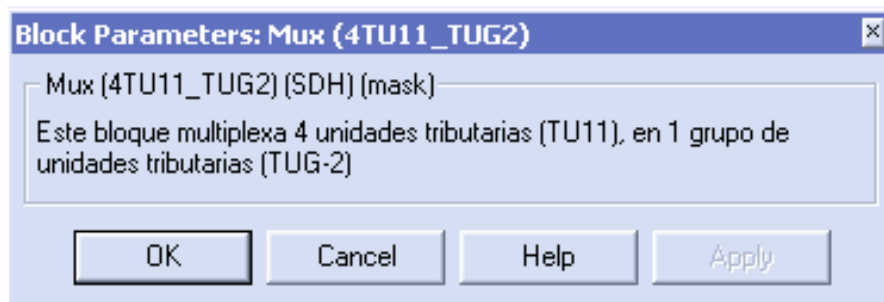 Block Parameters: Mux (4TU11_TUG2)
Mux (4TU11_TUG2) (SDH) (mask)
Este bloque multiplexa 4 unidades tributarias (TU11), en 1 grupo de
unidades tributarias (TUG-2)
OK Cancel Help Apply